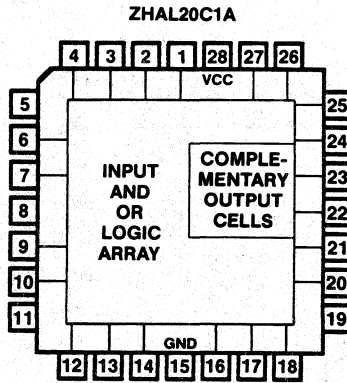 ZHAL20C1A
4 3 2 1 28 27 26
VCC
5
25
6
24
7
23
8
22
9
21
10
20
11
19
INPUT
AND
OR
LOGIC
ARRAY
COMPLE-
MENTARY
OUTPUT
CELLS
GND
12 13 14 15 16 17 18